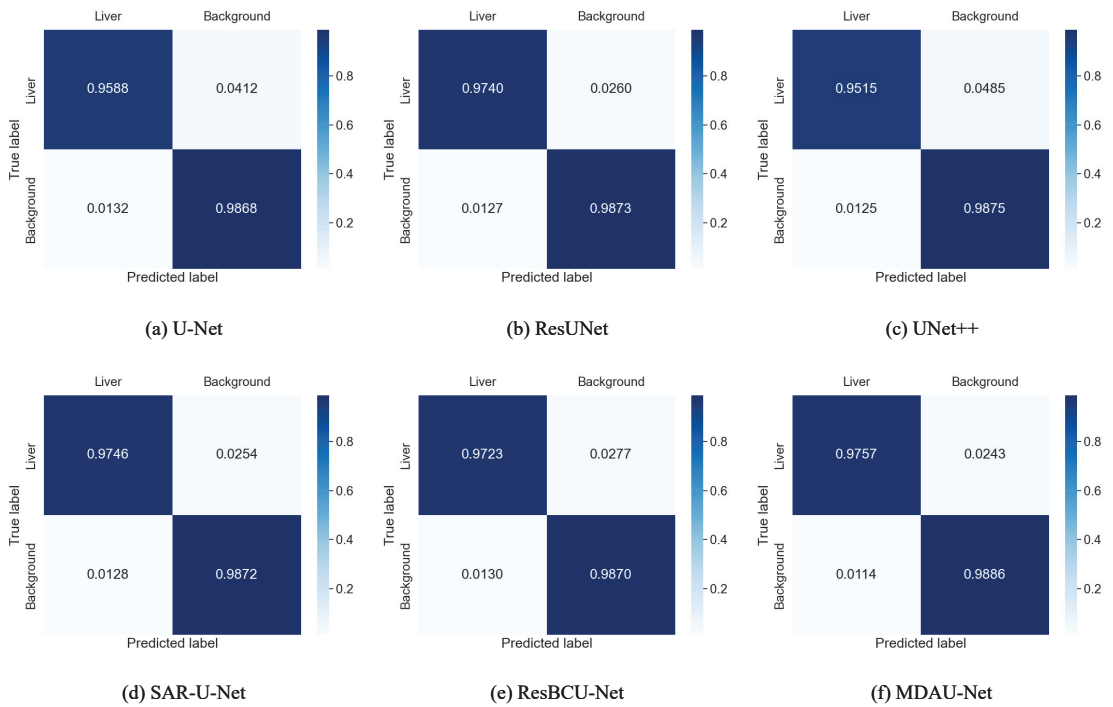 Liver Background
True label
Liver
Background
0.9588 0.0412
0.0132 0.9868
0.8
0.6
0.4
0.2
Predicted label
(a) U-Net
Liver Background
True label
Liver
Background
0.9740 0.0260
0.0127 0.9873
0.8
0.6
0.4
0.2
Predicted label
(b) ResUNet
Liver Background
True label
Liver
Background
0.9515 0.0485
0.0125 0.9875
0.8
0.6
0.4
0.2
Predicted label
(c) UNet++
Liver Background
True label
Liver
Background
0.9746 0.0254
0.0128 0.9872
0.8
0.6
0.4
0.2
Predicted label
(d) SAR-U-Net
Liver Background
True label
Liver
Background
0.9723 0.0277
0.0130 0.9870
0.8
0.6
0.4
0.2
Predicted label
(e) ResBCU-Net
Liver Background
True label
Liver
Background
0.9757 0.0243
0.0114 0.9886
0.8
0.6
0.4
0.2
Predicted label
(f) MDAU-Net